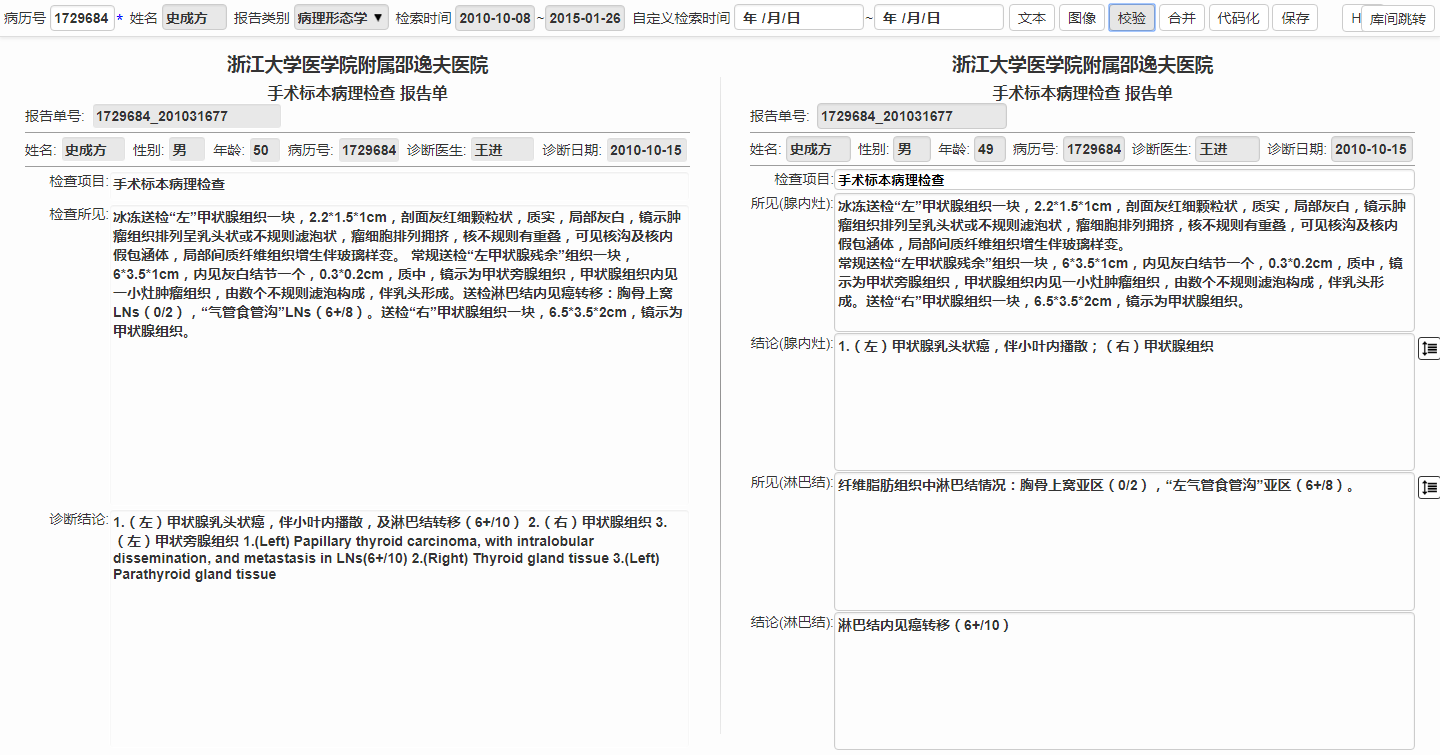 病历号 1729684 * 姓名 史成方 报告类别 病理形态学 ▼ 检索时间 2010-10-08 ~ 2015-01-26 自定义检索时间 年 /月/日 ~ 年 /月/日 文本 图像 校验 合并 代码化 保存 H 库间跳转
浙江大学医学院附属邵逸夫医院
手术标本病理检查 报告单
报告单号: 1729684_201031677
姓名: 史成方 性别: 男 年龄: 50 病历号: 1729684 诊断医生: 王进 诊断日期: 2010-10-15
检查项目: 手术标本病理检查
检查所见: 冰冻送检“左”甲状腺组织一块，2.2*1.5*1cm，剖面灰红细颗粒状，质实，局部灰白，镜示肿
瘤组织排列呈乳头状或不规则滤泡状，瘤细胞排列拥挤，核不规则有重叠，可见核沟及核内
假包涵体，局部间质纤维组织增生伴玻璃样变。 常规送检“左甲状腺残余”组织一块，
6*3.5*1cm，内见灰白结节一个，0.3*0.2cm，质中，镜示为甲状旁腺组织，甲状腺组织内见
一小灶肿瘤组织，由数个不规则滤泡构成，伴乳头形成。送检淋巴结内见癌转移：胸骨上窝
LNs（0/2），“气管食管沟”LNs（6+/8）。送检“右”甲状腺组织一块，6.5*3.5*2cm，镜示为
甲状腺组织。
诊断结论: 1.（左）甲状腺乳头状癌，伴小叶内播散，及淋巴结转移（6+/10） 2.（右）甲状腺组织 3.
（左）甲状旁腺组织 1.(Left) Papillary thyroid carcinoma, with intralobular
dissemination, and metastasis in LNs(6+/10) 2.(Right) Thyroid gland tissue 3.(Left)
Parathyroid gland tissue
浙江大学医学院附属邵逸夫医院
手术标本病理检查 报告单
报告单号: 1729684_201031677
姓名: 史成方 性别: 男 年龄: 49 病历号: 1729684 诊断医生: 王进 诊断日期: 2010-10-15
检查项目: 手术标本病理检查
所见(腺内灶): 冰冻送检“左”甲状腺组织一块，2.2*1.5*1cm，剖面灰红细颗粒状，质实，局部灰白，镜示肿
瘤组织排列呈乳头状或不规则滤泡状，瘤细胞排列拥挤，核不规则有重叠，可见核沟及核内
假包涵体，局部间质纤维组织增生伴玻璃样变。
常规送检“左甲状腺残余”组织一块，6*3.5*1cm，内见灰白结节一个，0.3*0.2cm，质中，镜
示为甲状旁腺组织，甲状腺组织内见一小灶肿瘤组织，由数个不规则滤泡构成，伴乳头形
成。送检“右”甲状腺组织一块，6.5*3.5*2cm，镜示为甲状腺组织。
结论(腺内灶): 1.（左）甲状腺乳头状癌，伴小叶内播散；（右）甲状腺组织
所见(淋巴结): 纤维脂肪组织中淋巴结情况：胸骨上窝亚区（0/2），“左气管食管沟”亚区（6+/8）。
结论(淋巴结): 淋巴结内见癌转移（6+/10）